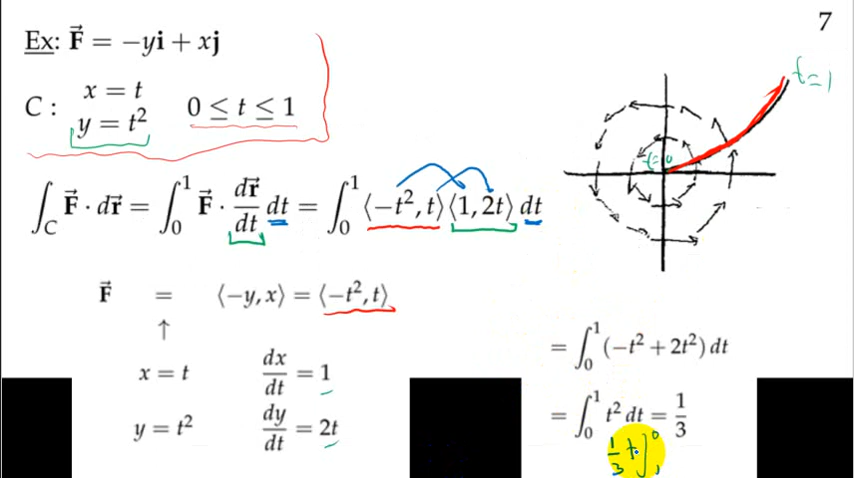 7
Ex: F⃗ = −yi + xj
C : x = t
y = t² 0 ≤ t ≤ 1
t=1
t=0
∫_C F⃗ · dr⃗ = ∫₀¹ F⃗ · dr⃗/dt dt = ∫₀¹ ⟨−t², t⟩⟨1, 2t⟩ dt
F⃗ = ⟨−y, x⟩ = ⟨−t², t⟩
↑
x = t dx/dt = 1
y = t² dy/dt = 2t
= ∫₀¹ (−t² + 2t²) dt
= ∫₀¹ t² dt = 1/3